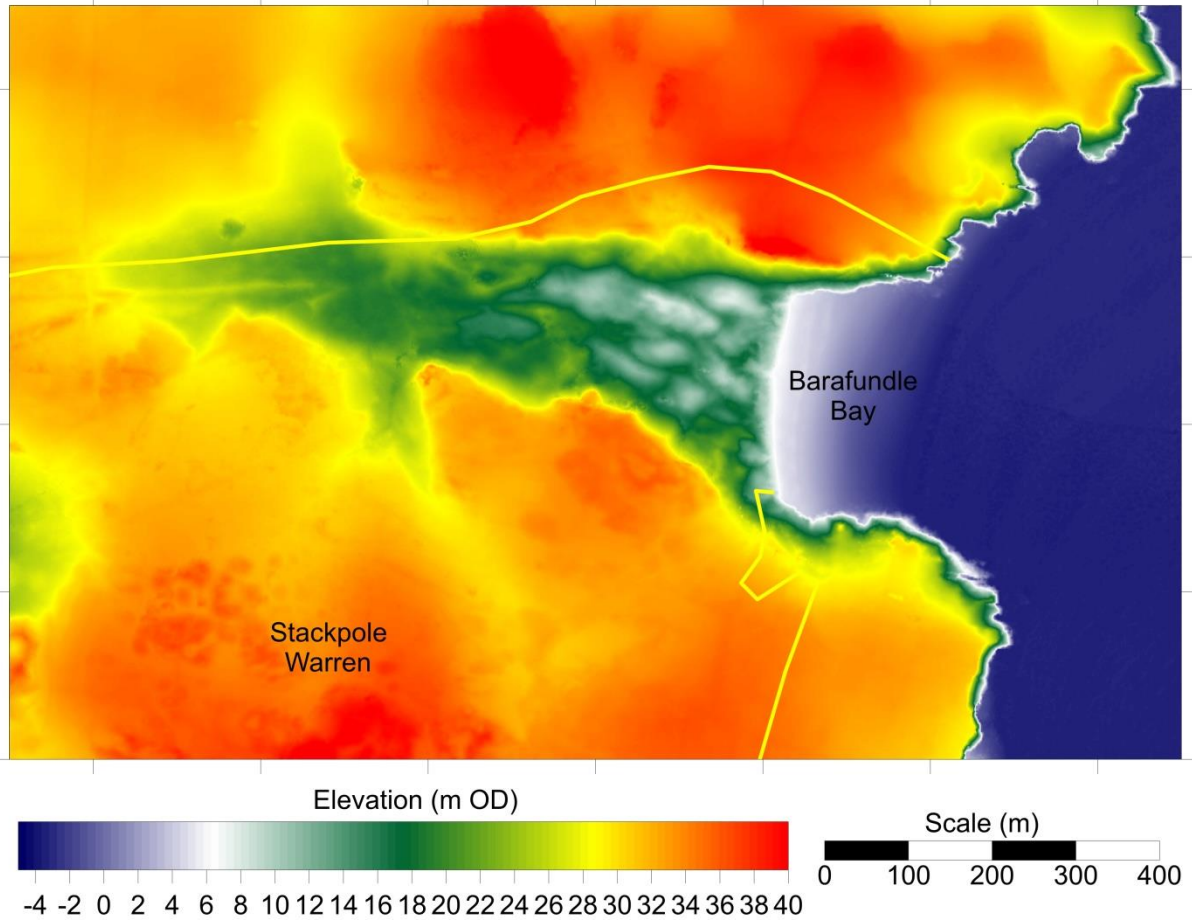 Barafundle
Bay
Stackpole
Warren
Elevation (m OD)
-4 -2 0 2 4 6 8 10 12 14 16 18 20 22 24 26 28 30 32 34 36 38 40
Scale (m)
0 100 200 300 400